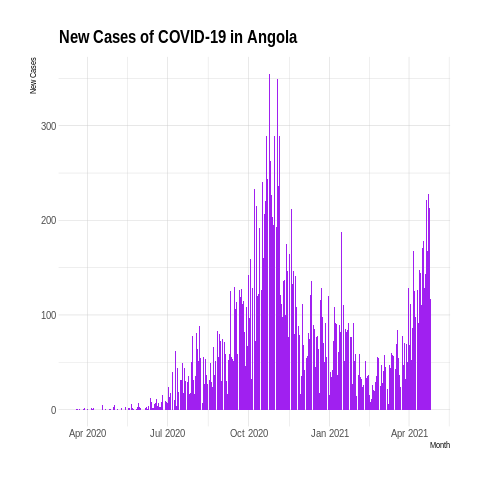 New Cases of COVID-19 in Angola
New Cases
300
200
100
0
Apr 2020 Jul 2020 Oct 2020 Jan 2021 Apr 2021
Month